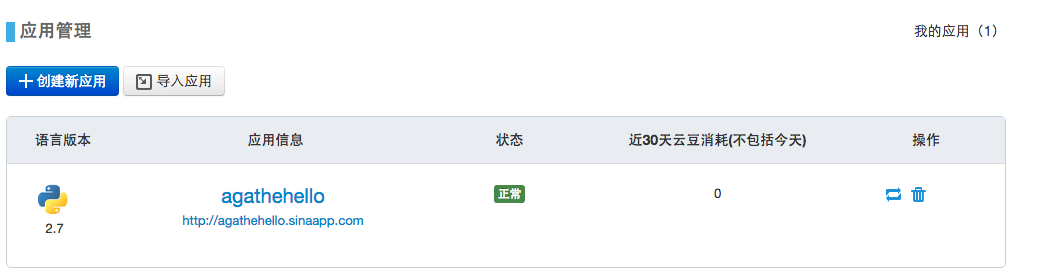 应用管理
我的应用（1）
创建新应用 导入应用
语言版本 应用信息 状态 近30天云豆消耗(不包括今天) 操作
agathehello 正常 0
http://agathehello.sinaapp.com
2.7